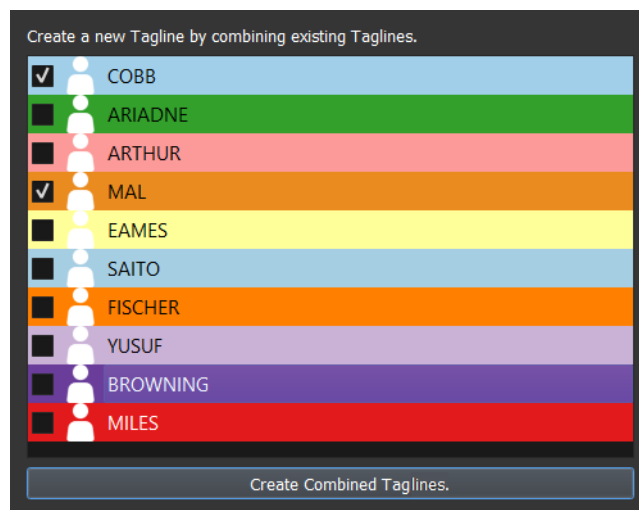 Create a new Tagline by combining existing Taglines.
COBB
ARIADNE
ARTHUR
MAL
EAMES
SAITO
FISCHER
YUSUF
BROWNING
MILES
Create Combined Taglines.